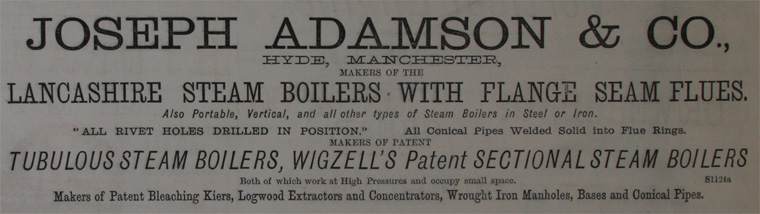 JOSEPH ADAMSON & CO.,
HYDE, MANCHESTER,
MAKERS OF THE
LANCASHIRE STEAM BOILERS WITH FLANGE SEAM FLUES.
Also Portable, Vertical, and all other types of Steam Boilers in Steel or Iron.
"ALL RIVET HOLES DRILLED IN POSITION." All Conical Pipes Welded Solid into Flue Rings.
MAKERS OF PATENT
TUBULOUS STEAM BOILERS, WIGZELL'S Patent SECTIONAL STEAM BOILERS
Both of which work at High Pressures and occupy small space. S1124a
Makers of Patent Bleaching Kiers, Logwood Extractors and Concentrators, Wrought Iron Manholes, Bases and Conical Pipes.